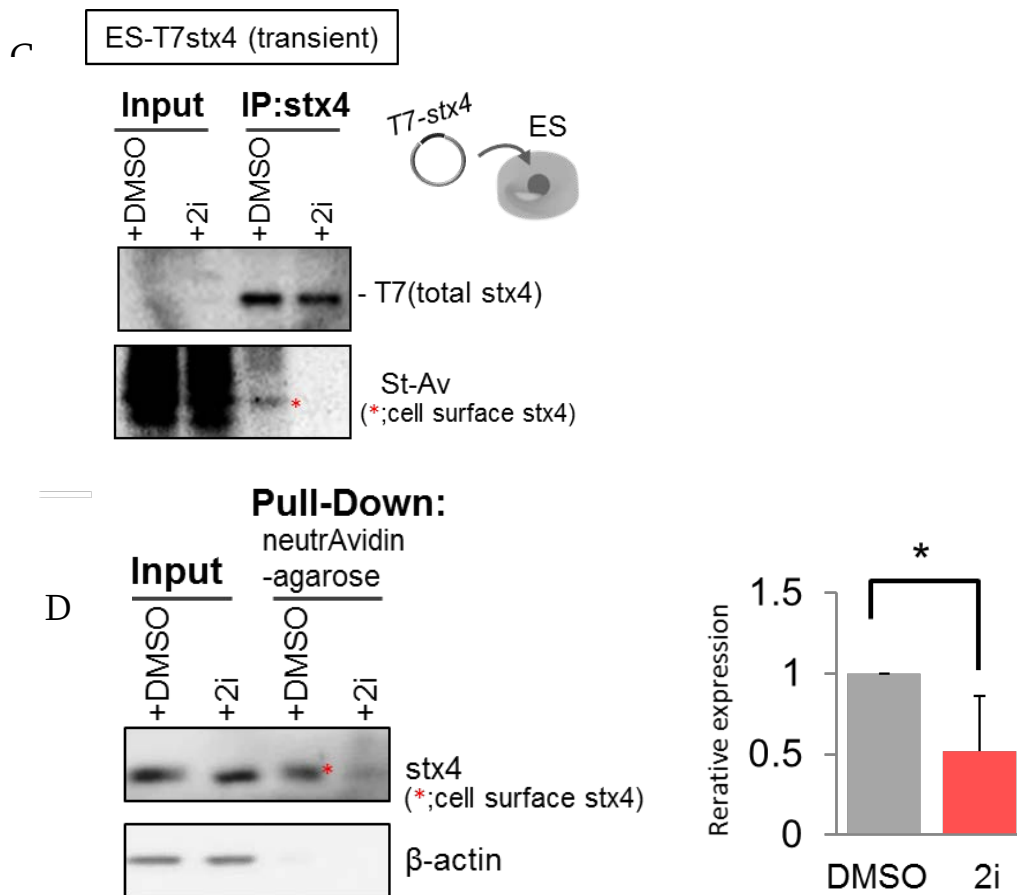 ES-T7stx4 (transient)
Input
IP:stx4
+DMSO
+2i
+DMSO
+2i
T7-stx4
ES
- T7(total stx4)
St-Av
(*;cell surface stx4)
*
Pull-Down:
neutrAvidin
-agarose
Input
D
+DMSO
+2i
+DMSO
+2i
*
stx4
(*;cell surface stx4)
β-actin
*
Rerative expression
1.5
1
0.5
0
DMSO
2i